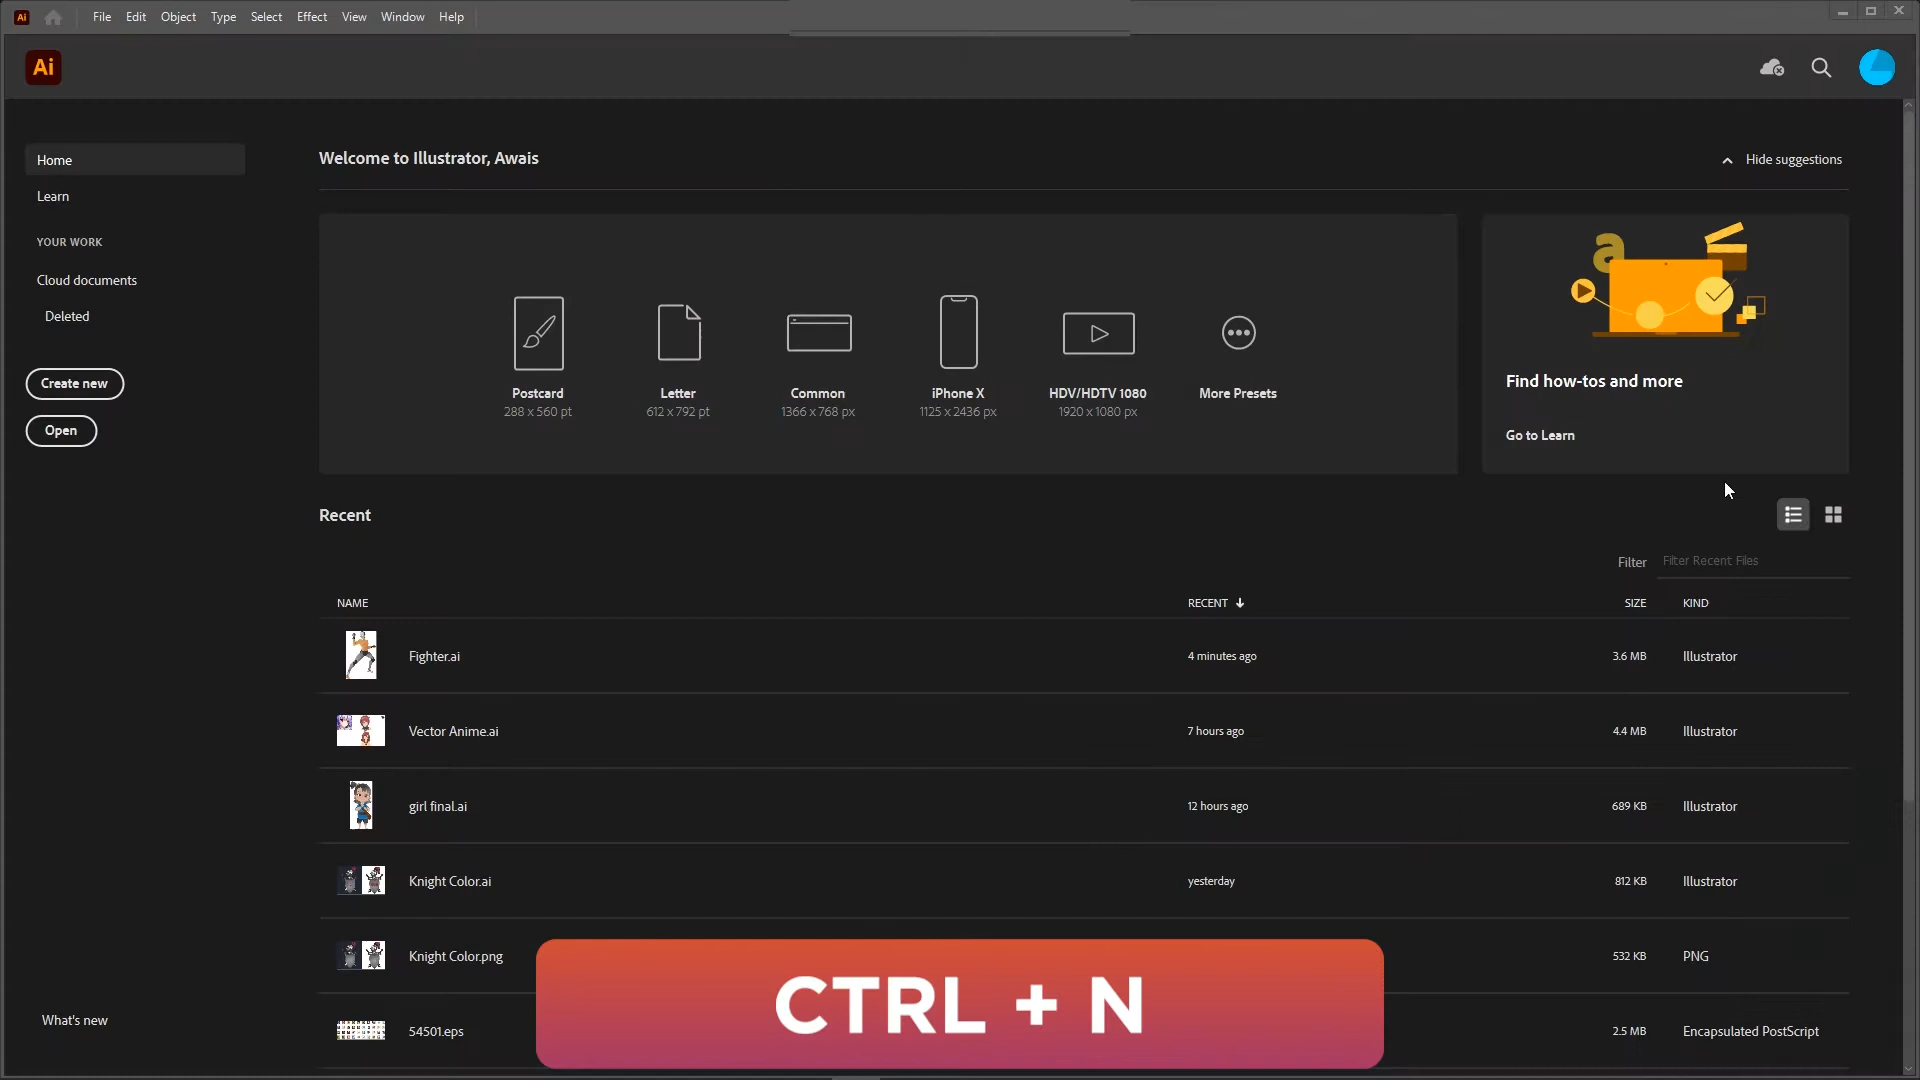 Ai File Edit Object Type Select Effect View Window Help
Ai
Home
Learn
YOUR WORK
Cloud documents
Deleted
Create new
Open
What's new
Welcome to Illustrator, Awais
Hide suggestions
Postcard
288 x 560 pt
Letter
612 x 792 pt
Common
1366 x 768 px
iPhone X
1125 x 2436 px
HDV/HDTV 1080
1920 x 1080 px
More Presets
a
Find how-tos and more
Go to Learn
Recent
Filter Filter Recent Files
NAME RECENT SIZE KIND
Fighter.ai 4 minutes ago 3.6 MB Illustrator
Vector Anime.ai 7 hours ago 4.4 MB Illustrator
girl final.ai 12 hours ago 689 KB Illustrator
Knight Color.ai yesterday 812 KB Illustrator
Knight Color.png 532 KB PNG
54501.eps 2.5 MB Encapsulated PostScript
CTRL + N